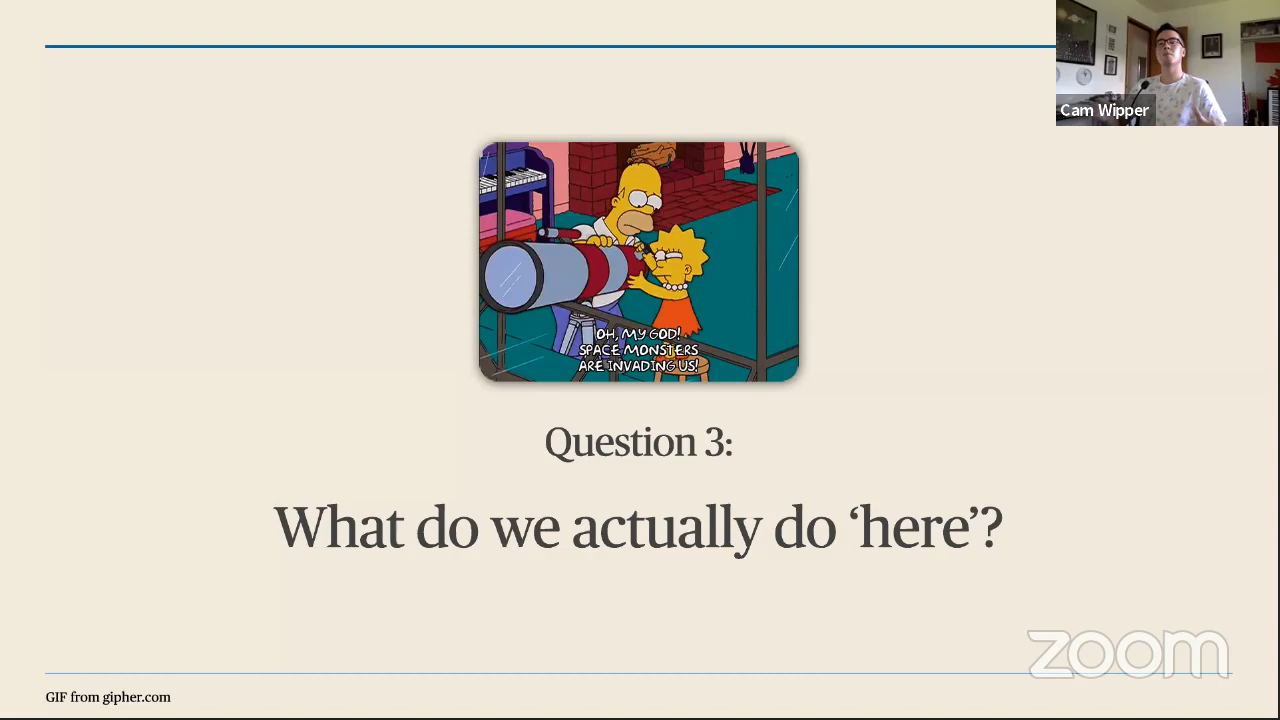 Cam Wipper
OH, MY GOD!
SPACE MONSTERS
ARE INVADING US!
Question 3:
What do we actually do ‘here’?
zoom
GIF from gipher.com